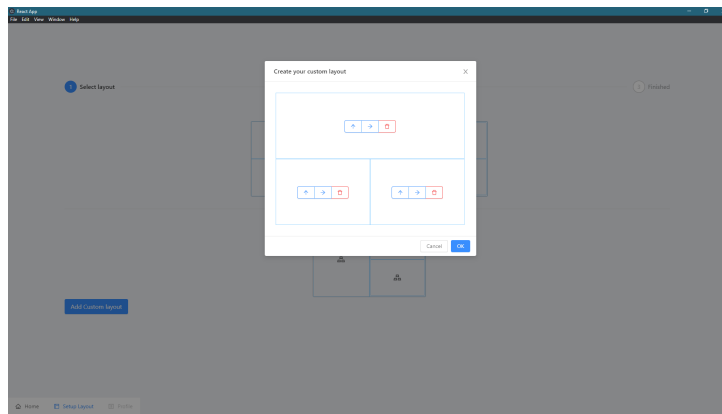 React App
File Edit View Window Help
Create your custom layout
1 Select layout
Finished
Cancel OK
Add Custom layout
Home Setup Layout